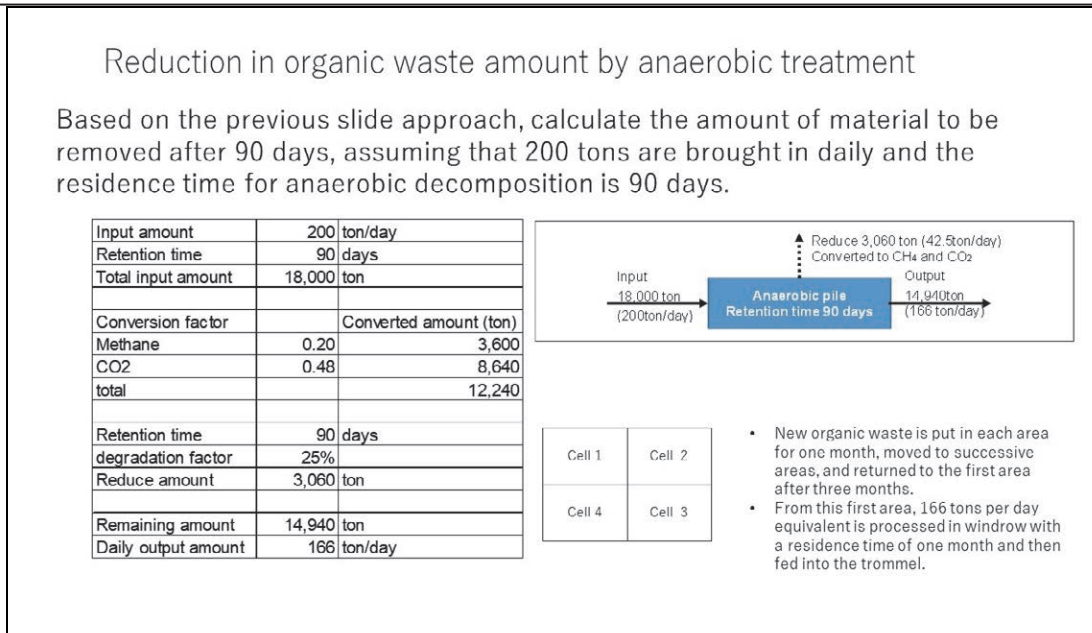 Reduction in organic waste amount by anaerobic treatment
Based on the previous slide approach, calculate the amount of material to be
removed after 90 days, assuming that 200 tons are brought in daily and the
residence time for anaerobic decomposition is 90 days.
Input amount 200 ton/day
Retention time 90 days
Total input amount 18,000 ton
Conversion factor Converted amount (ton)
Methane 0.20 3,600
CO2 0.48 8,640
total 12,240
Retention time 90 days
degradation factor 25%
Reduce amount 3,060 ton
Remaining amount 14,940 ton
Daily output amount 166 ton/day
Reduce 3,060 ton (42.5ton/day)
Converted to CH4 and CO2
Input
18,000 ton
(200ton/day)
Anaerobic pile
Retention time 90 days
Output
14,940ton
(166 ton/day)
Cell 1 Cell 2
Cell 4 Cell 3
• New organic waste is put in each area
for one month, moved to successive
areas, and returned to the first area
after three months.
• From this first area, 166 tons per day
equivalent is processed in windrow with
a residence time of one month and then
fed into the trommel.